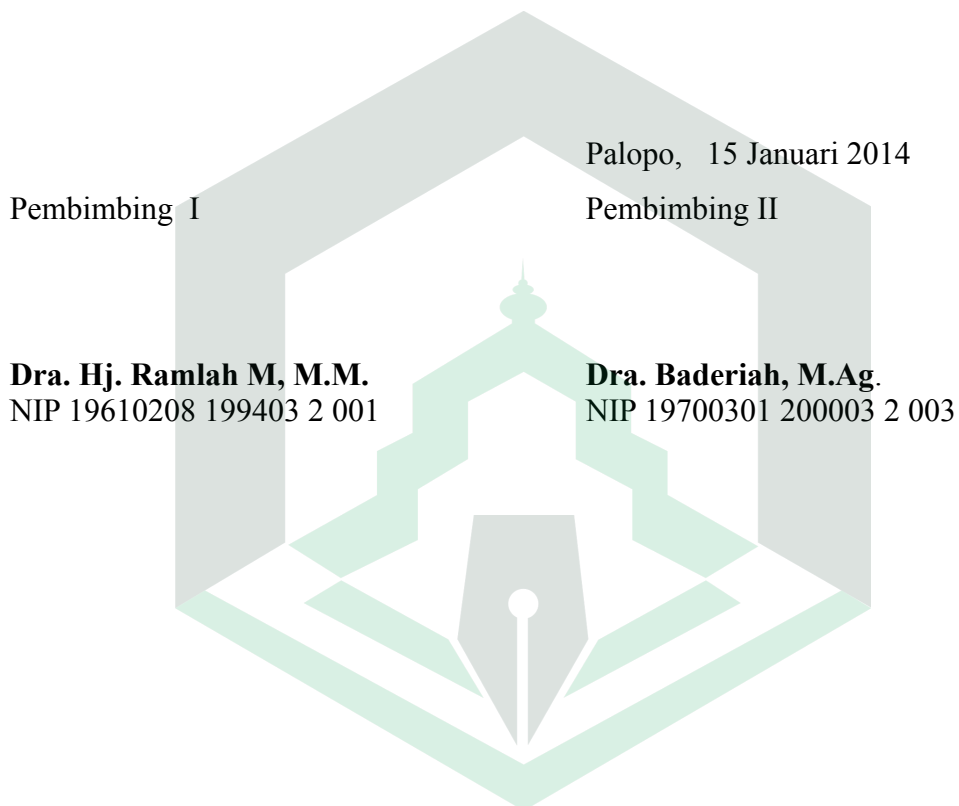 Palopo, 15 Januari 2014
Pembimbing I Pembimbing II
Dra. Hj. Ramlah M, M.M. Dra. Baderiah, M.Ag.
NIP 19610208 199403 2 001 NIP 19700301 200003 2 003